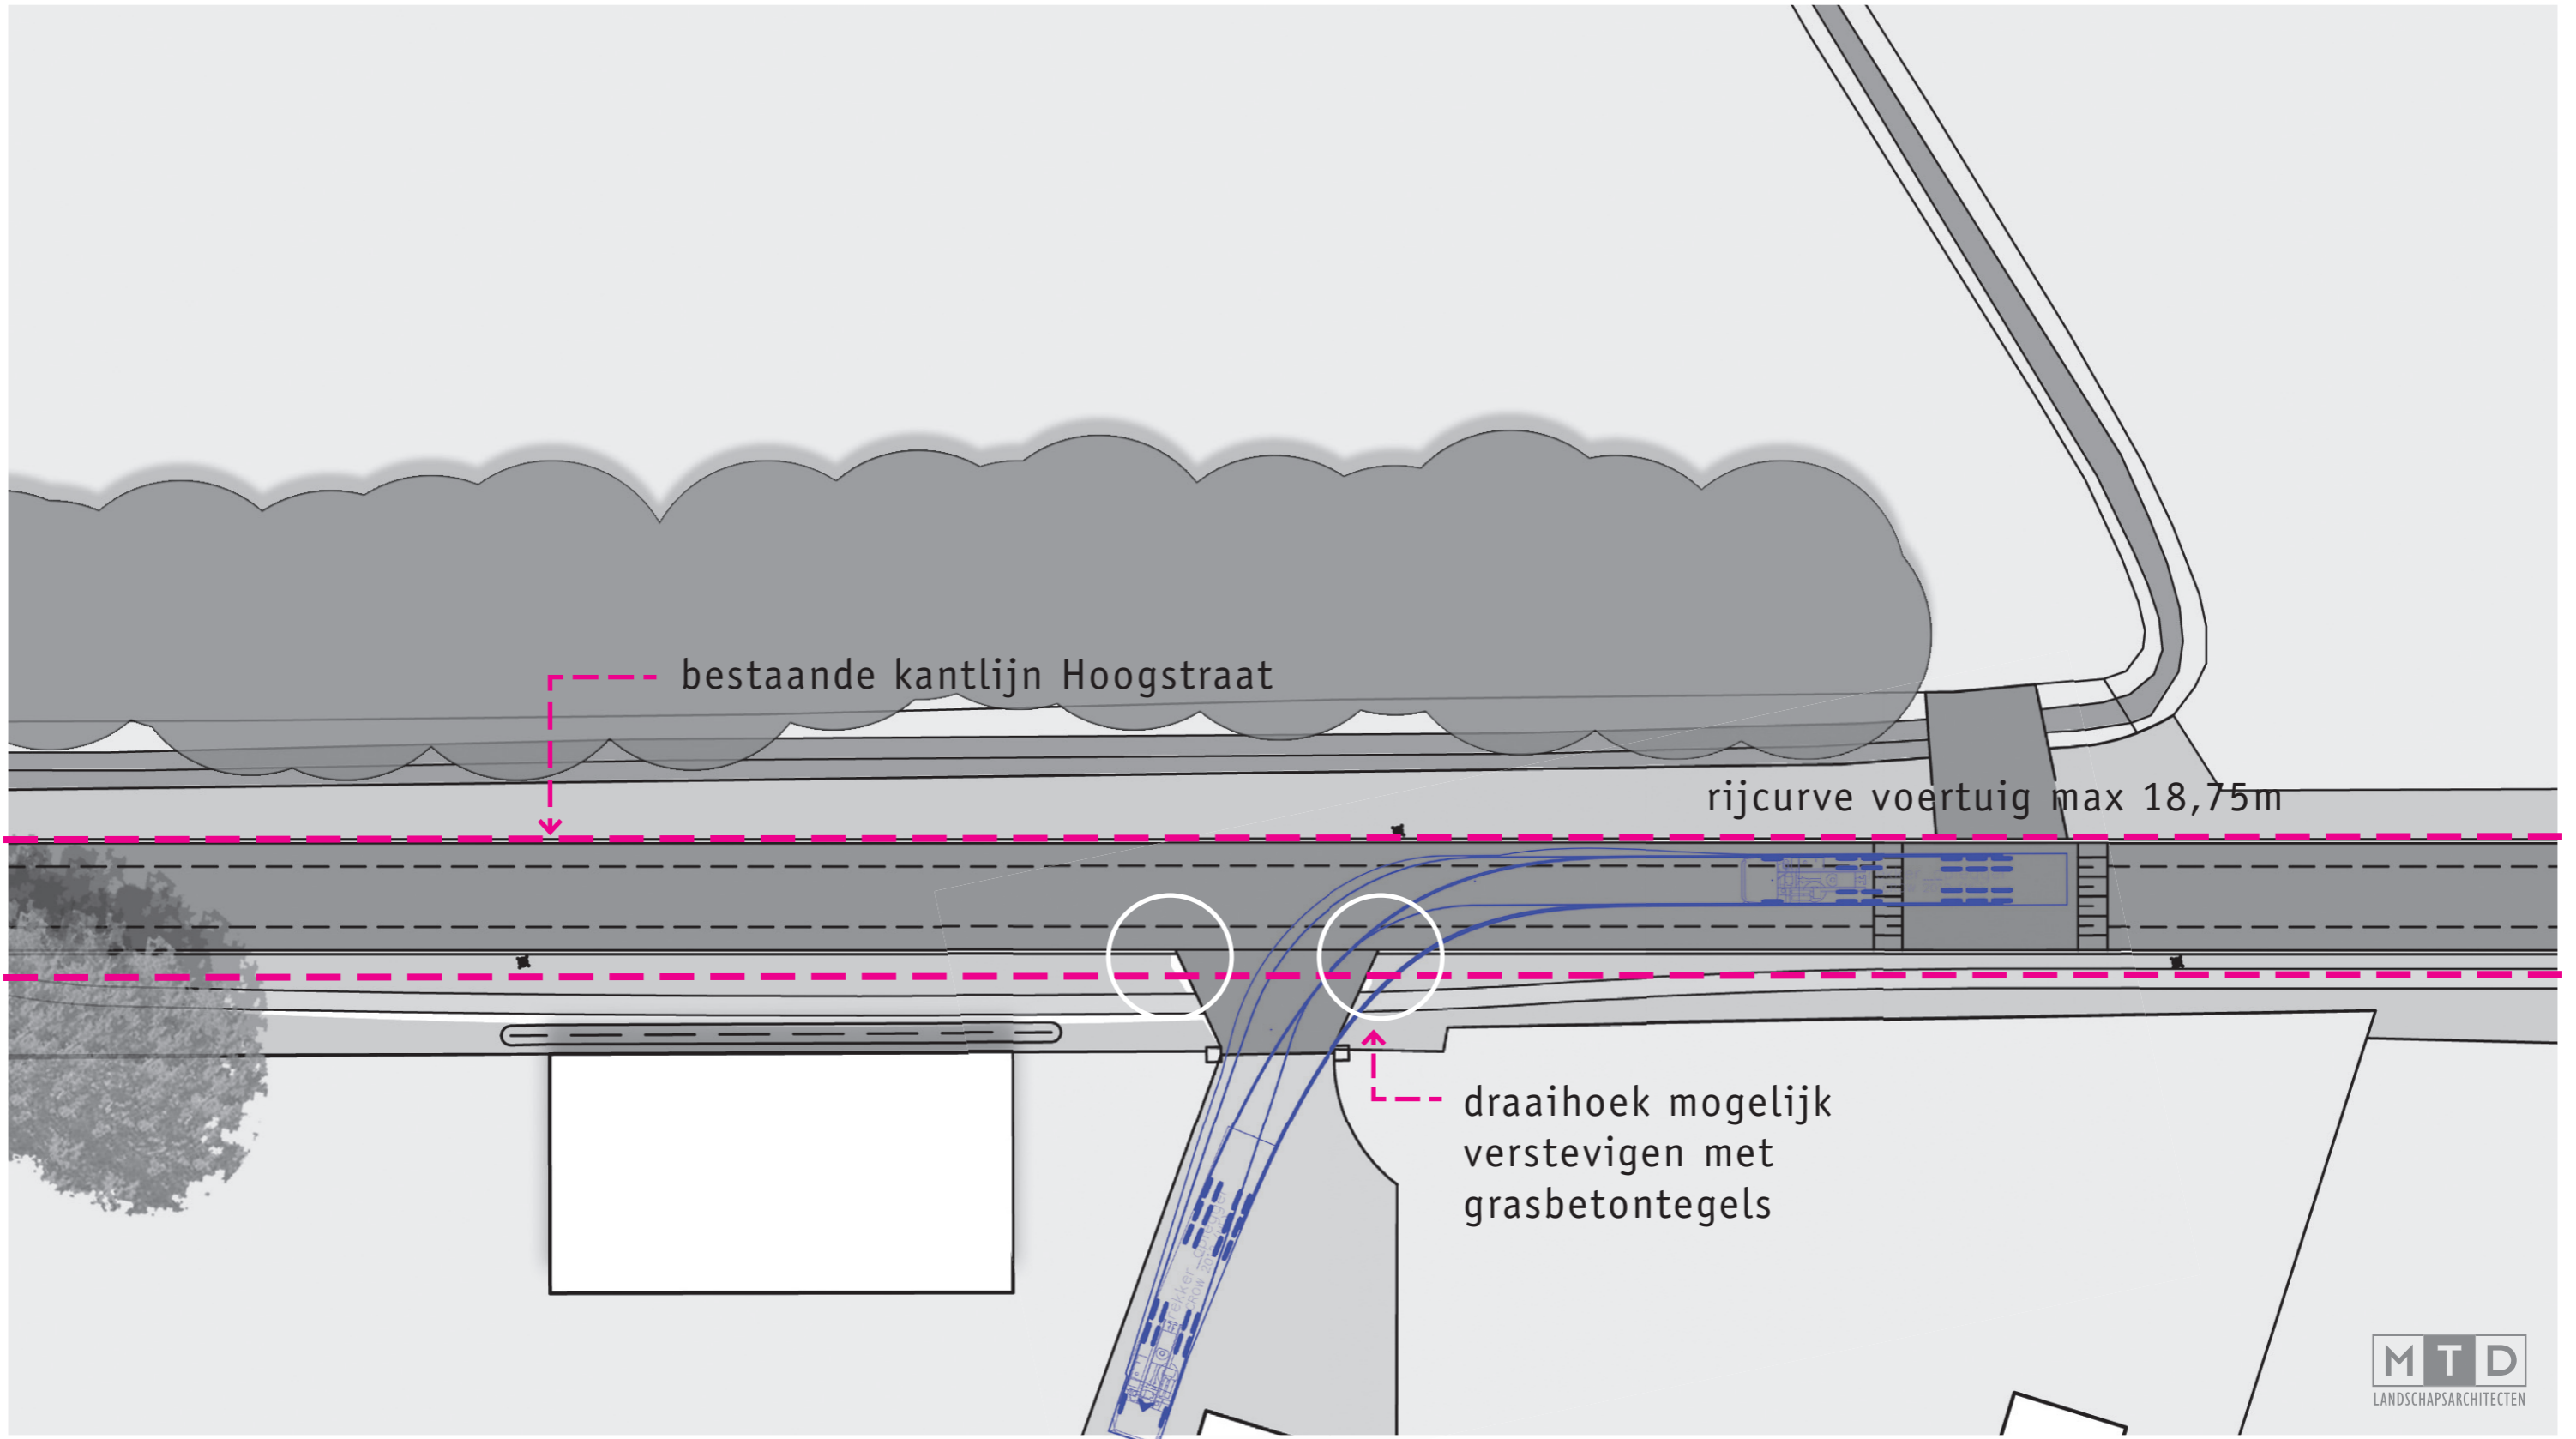 bestaande kantlijn Hoogstraat
rijcurve voertuig max 18,75m
draaihoek mogelijk
verstevigen met
grasbetontegels
MTD
LANDSCHAPSARCHITECTEN